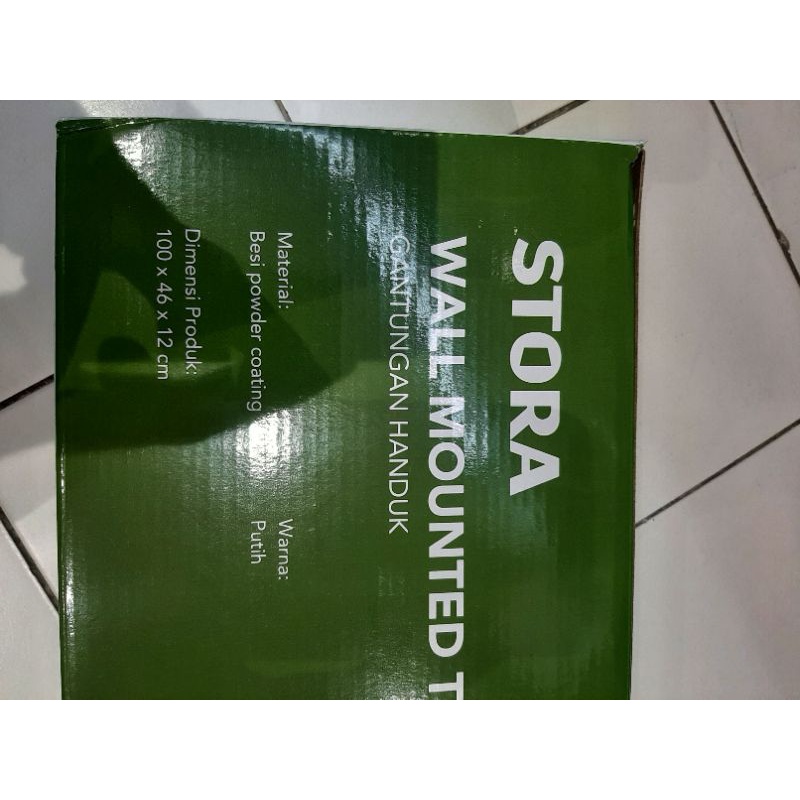 STORA
WALL MOUNTED T
GANTUNGAN HANDUK
Material:
Besi powder coating
Warna:
Putih
Dimensi Produk:
100 x 46 x 12 cm